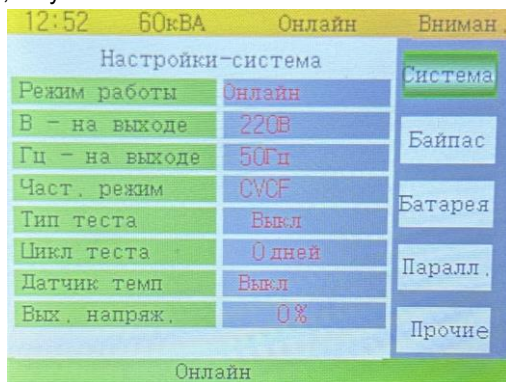 12:52 60кВА Онлайн Вниман.
Настройки-система
Режим работы Онлайн
В - на выходе 220В
Гц - на выходе 50Гц
Част. режим CVCF
Тип теста Выкл
Цикл теста 0 дней
Датчик темп Выкл
Вых. напряж. 0%
Система
Байпас
Батарея
Паралл.
Прочие
Онлайн